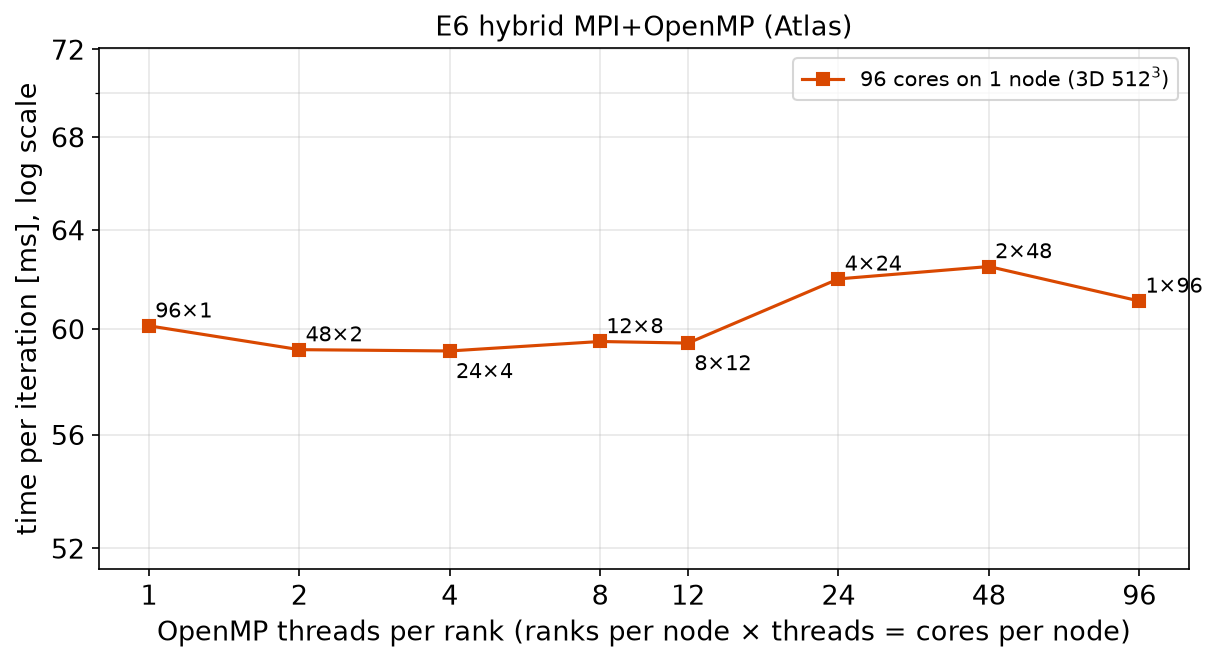 E6 hybrid MPI+OpenMP (Atlas)
96 cores on 1 node (3D 512³)
time per iteration [ms], log scale
72
68
64
60
56
52
96×1
48×2
24×4
12×8
8×12
4×24
2×48
1×96
1 2 4 8 12 24 48 96
OpenMP threads per rank (ranks per node × threads = cores per node)